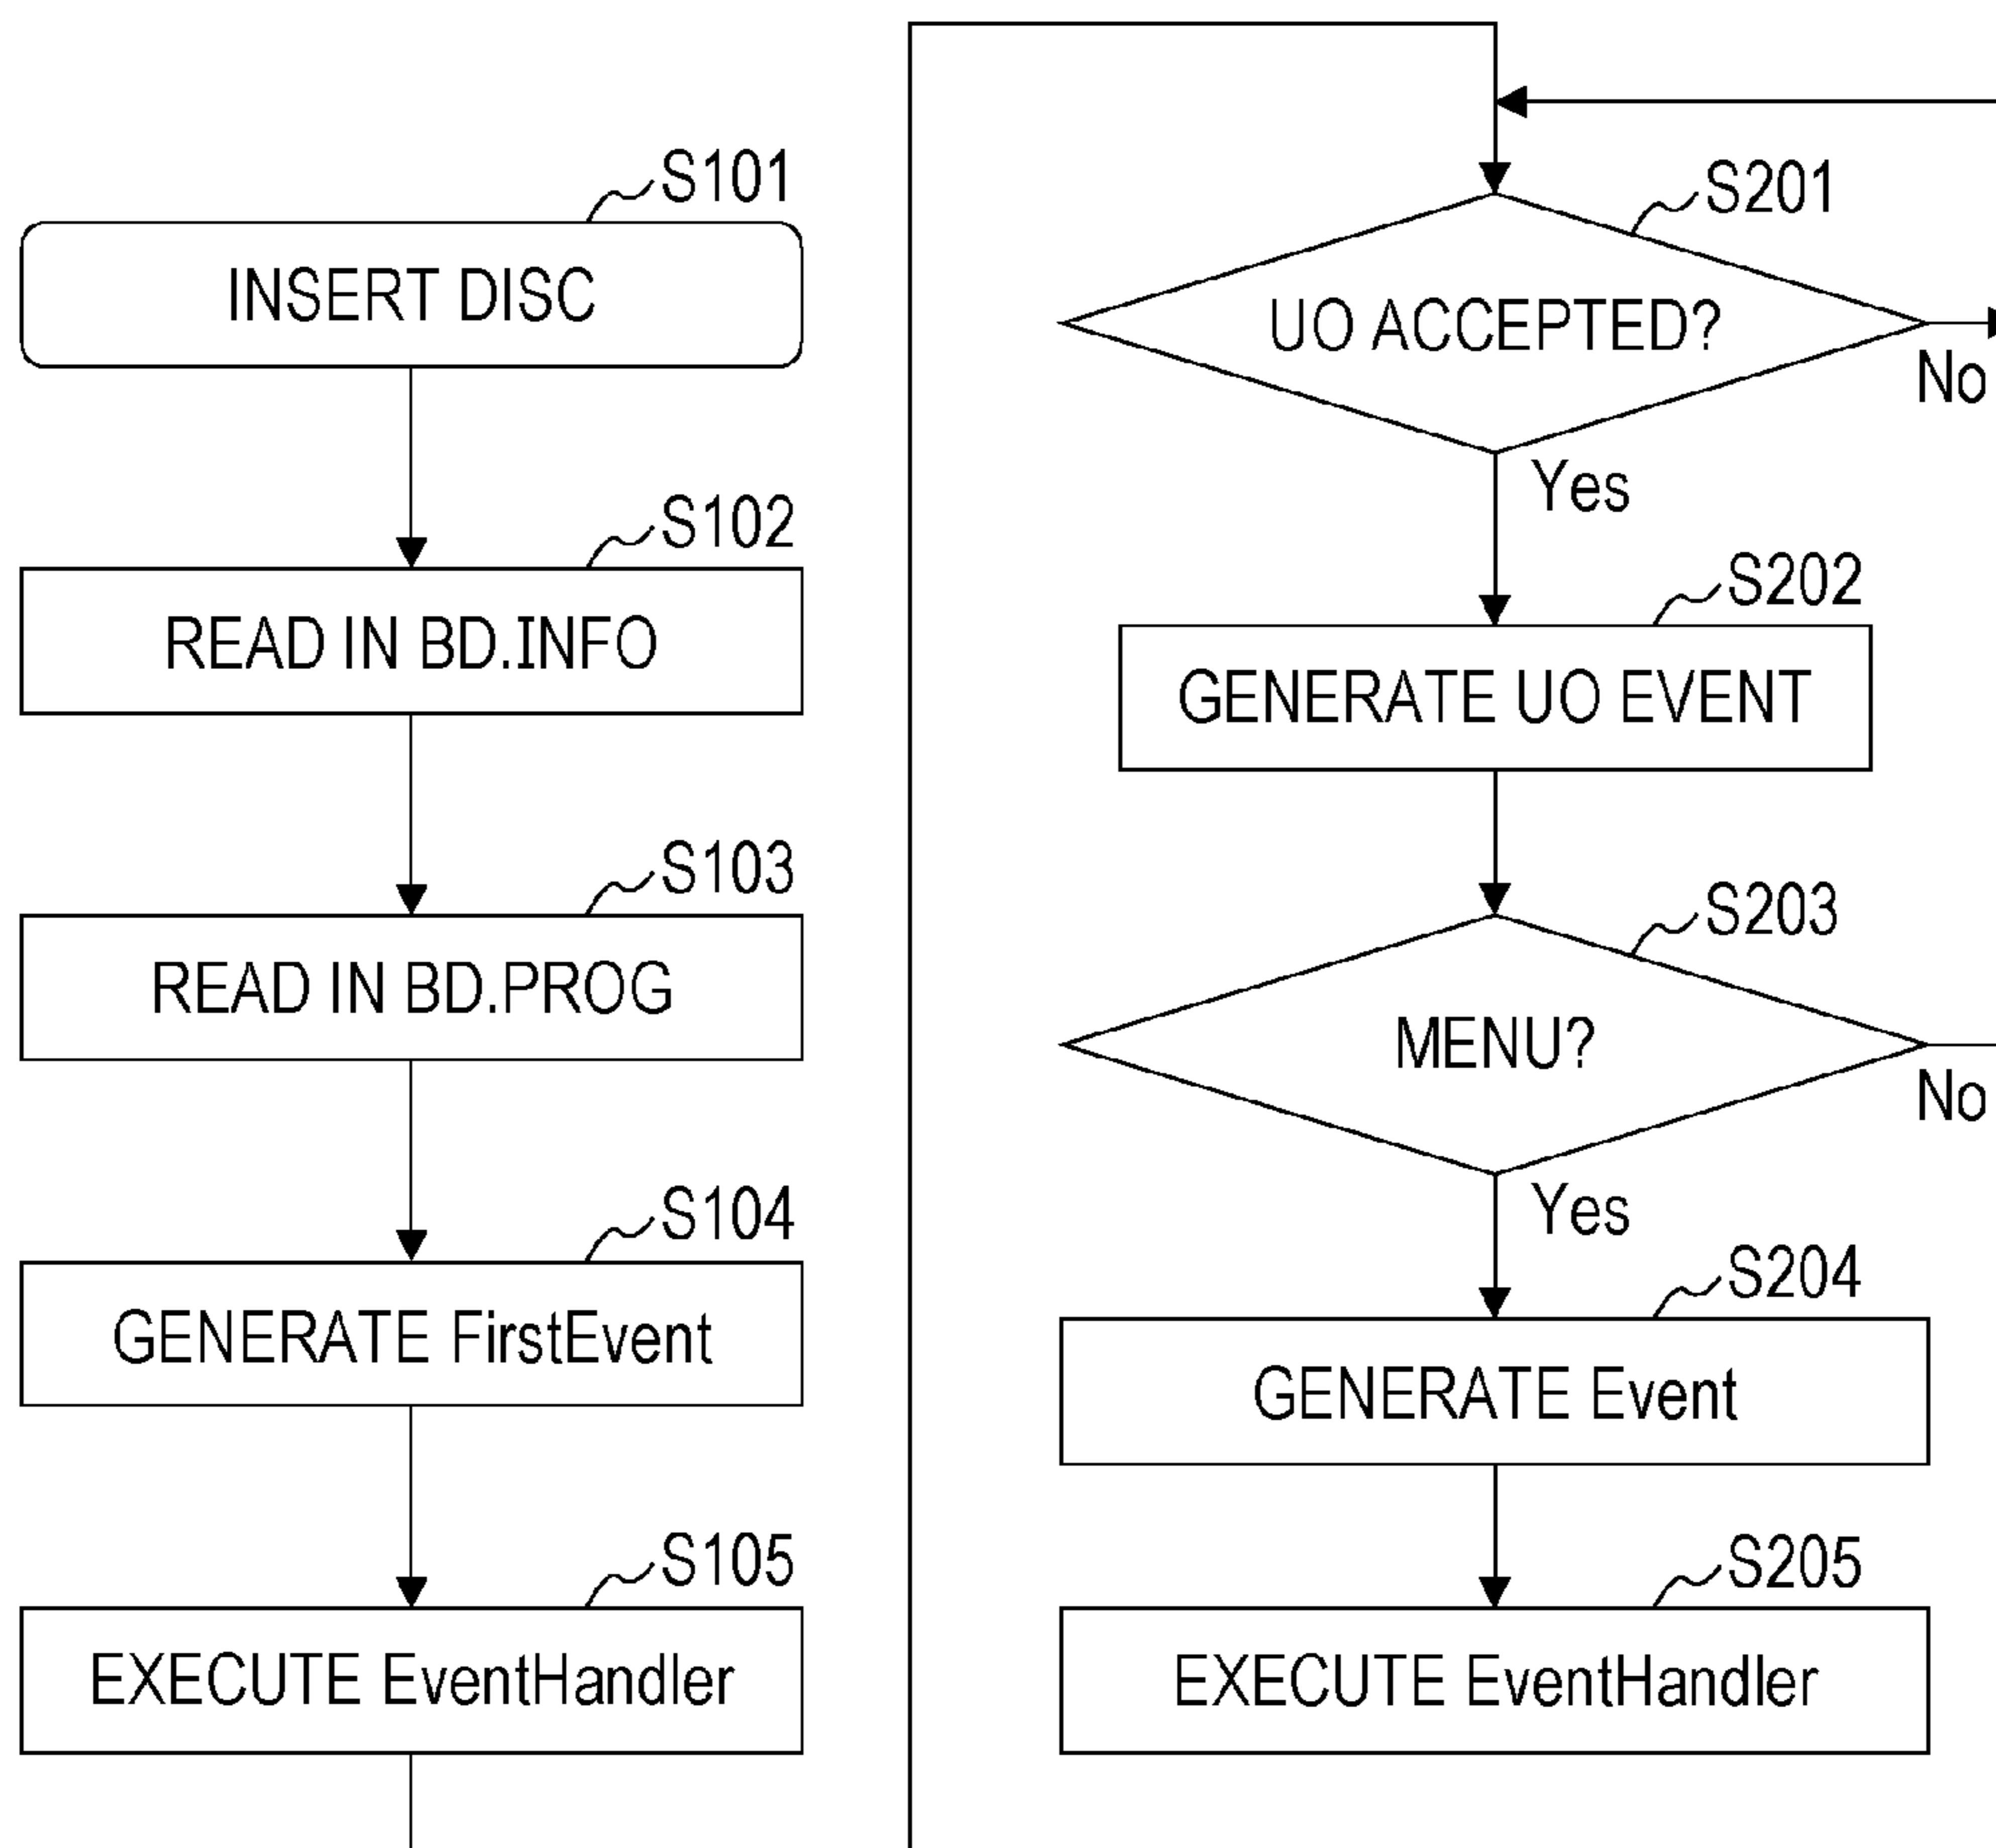 S101
INSERT DISC
S102
READ IN BD.INFO
S103
READ IN BD.PROG
S104
GENERATE FirstEvent
S105
EXECUTE EventHandler
S201
UO ACCEPTED?
No
Yes
S202
GENERATE UO EVENT
S203
MENU?
No
Yes
S204
GENERATE Event
S205
EXECUTE EventHandler